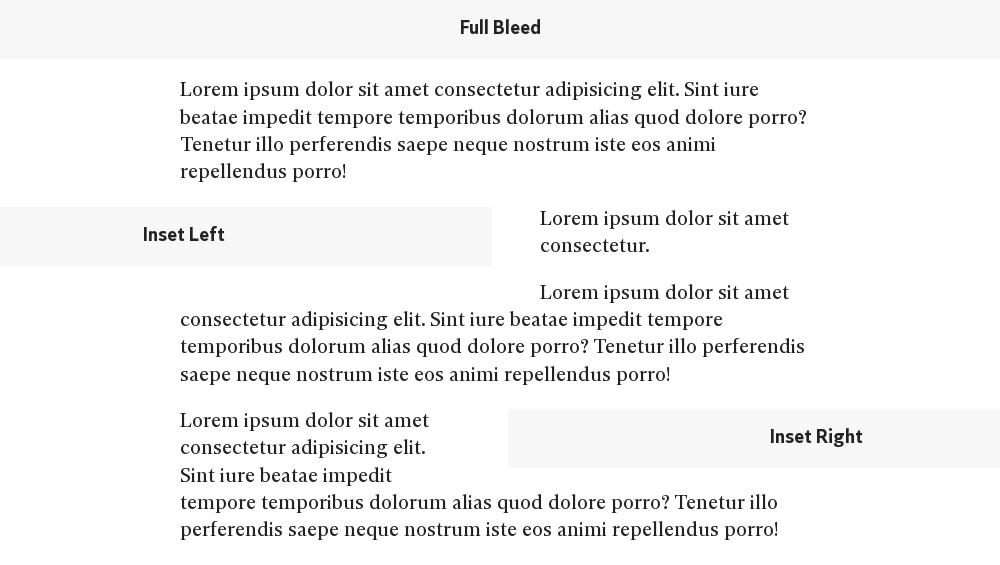 Full Bleed
Lorem ipsum dolor sit amet consectetur adipisicing elit. Sint iure
beatae impedit tempore temporibus dolorum alias quod dolore porro?
Tenetur illo perferendis saepe neque nostrum iste eos animi
repellendus porro!
Inset Left
Lorem ipsum dolor sit amet
consectetur.
Lorem ipsum dolor sit amet
consectetur adipisicing elit. Sint iure beatae impedit tempore
temporibus dolorum alias quod dolore porro? Tenetur illo perferendis
saepe neque nostrum iste eos animi repellendus porro!
Inset Right
Lorem ipsum dolor sit amet
consectetur adipisicing elit.
Sint iure beatae impedit
tempore temporibus dolorum alias quod dolore porro? Tenetur illo
perferendis saepe neque nostrum iste eos animi repellendus porro!